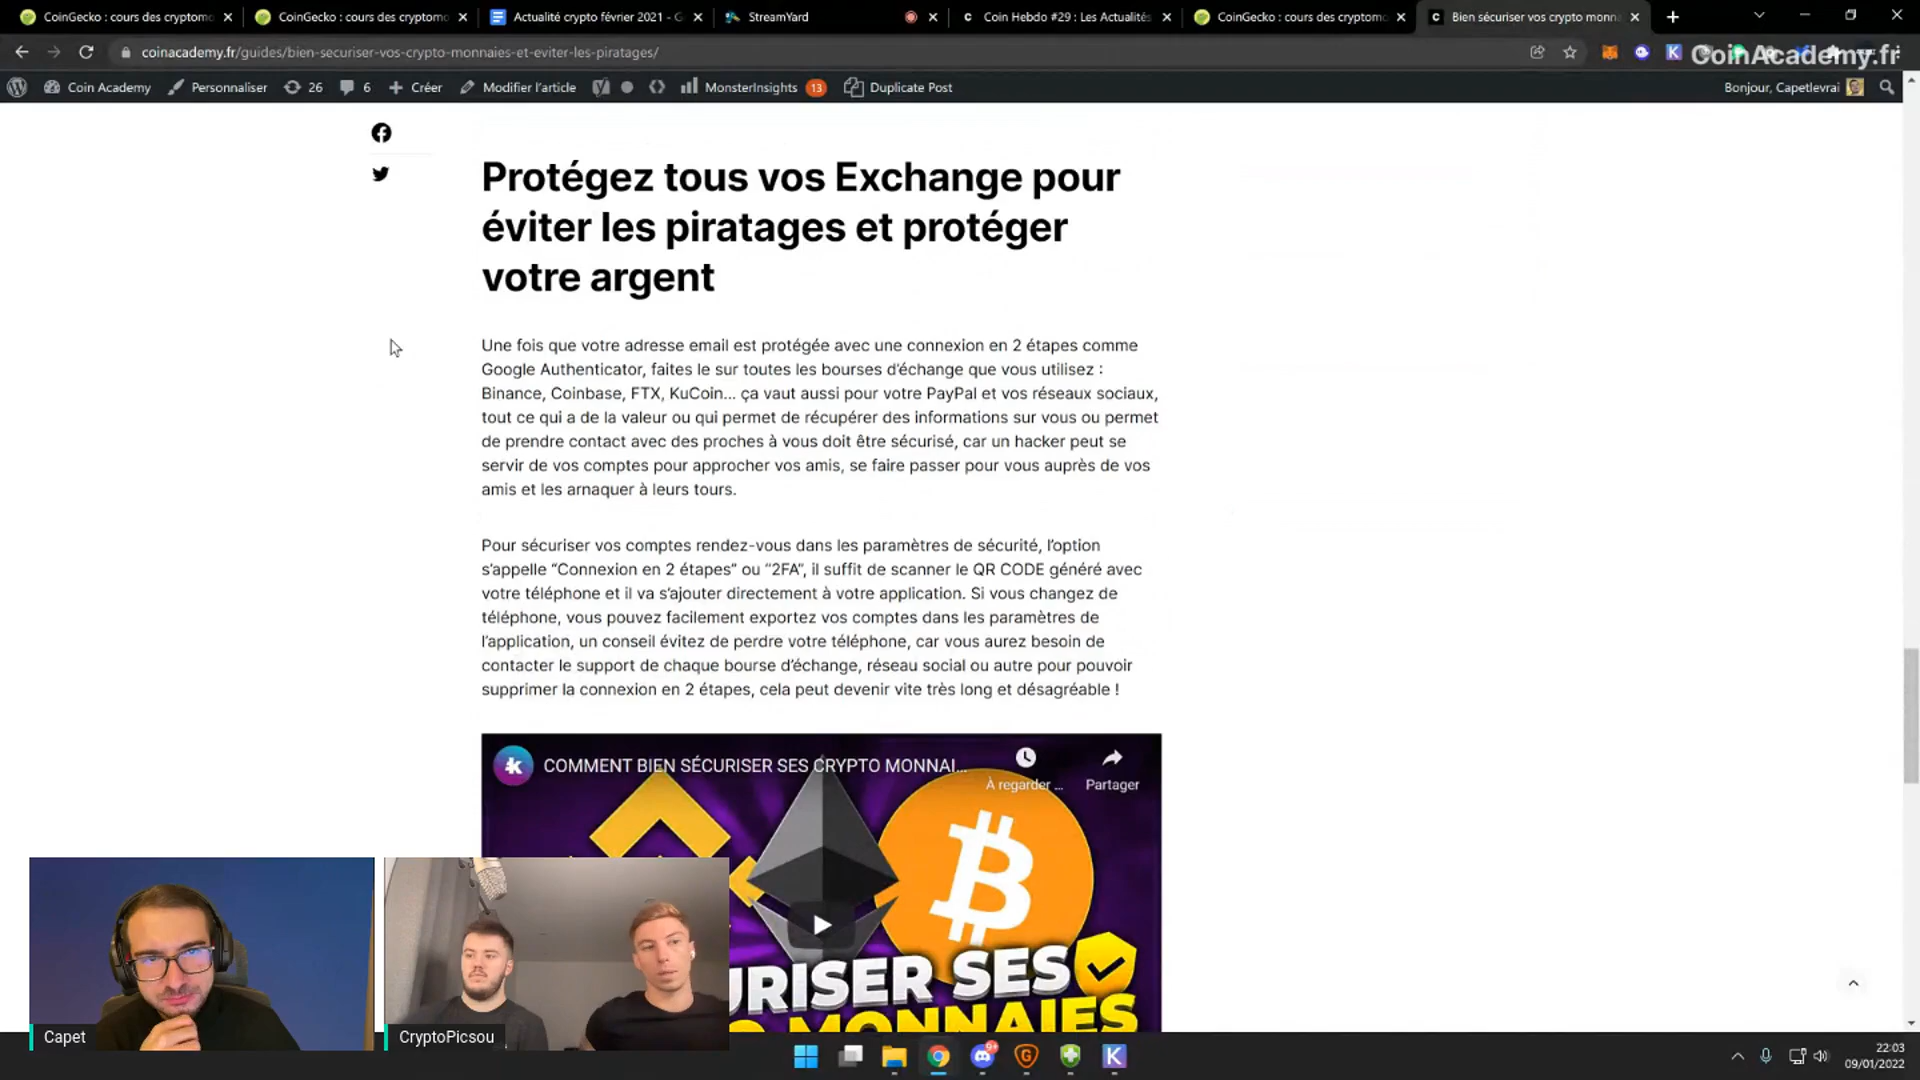 CoinGecko : cours des cryptomo
CoinGecko : cours des cryptomo
Actualité crypto février 2021 - G
StreamYard
Coin Hebdo #29 : Les Actualités
CoinGecko : cours des cryptomo
Bien sécuriser vos crypto monn
coinacademy.fr/guides/bien-securiser-vos-crypto-monnaies-et-eviter-les-piratages/
CoinAcademy.fr
Coin Academy
Personnaliser
26
6
Créer
Modifier l'article
MonsterInsights 13
Duplicate Post
Bonjour, Capetlevrai
Protégez tous vos Exchange pour
éviter les piratages et protéger
votre argent
Une fois que votre adresse email est protégée avec une connexion en 2 étapes comme
Google Authenticator, faites le sur toutes les bourses d'échange que vous utilisez :
Binance, Coinbase, FTX, KuCoin... ça vaut aussi pour votre PayPal et vos réseaux sociaux,
tout ce qui a de la valeur ou qui permet de récupérer des informations sur vous ou permet
de prendre contact avec des proches à vous doit être sécurisé, car un hacker peut se
servir de vos comptes pour approcher vos amis, se faire passer pour vous auprès de vos
amis et les arnaquer à leurs tours.
Pour sécuriser vos comptes rendez-vous dans les paramètres de sécurité, l'option
s'appelle “Connexion en 2 étapes” ou “2FA”, il suffit de scanner le QR CODE généré avec
votre téléphone et il va s'ajouter directement à votre application. Si vous changez de
téléphone, vous pouvez facilement exportez vos comptes dans les paramètres de
l'application, un conseil évitez de perdre votre téléphone, car vous aurez besoin de
contacter le support de chaque bourse d'échange, réseau social ou autre pour pouvoir
supprimer la connexion en 2 étapes, cela peut devenir vite très long et désagréable !
COMMENT BIEN SÉCURISER SES CRYPTO MONNAI...
À regarder ...
Partager
URISER SES
O MONNAIES
Capet
CryptoPicsou
9+
22:03
09/01/2022